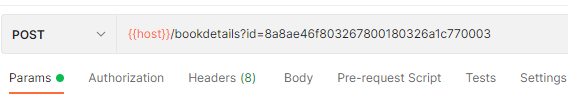 POST {{host}}/bookdetails?id=8a8ae46f803267800180326a1c770003
Params Authorization Headers (8) Body Pre-request Script Tests Settings